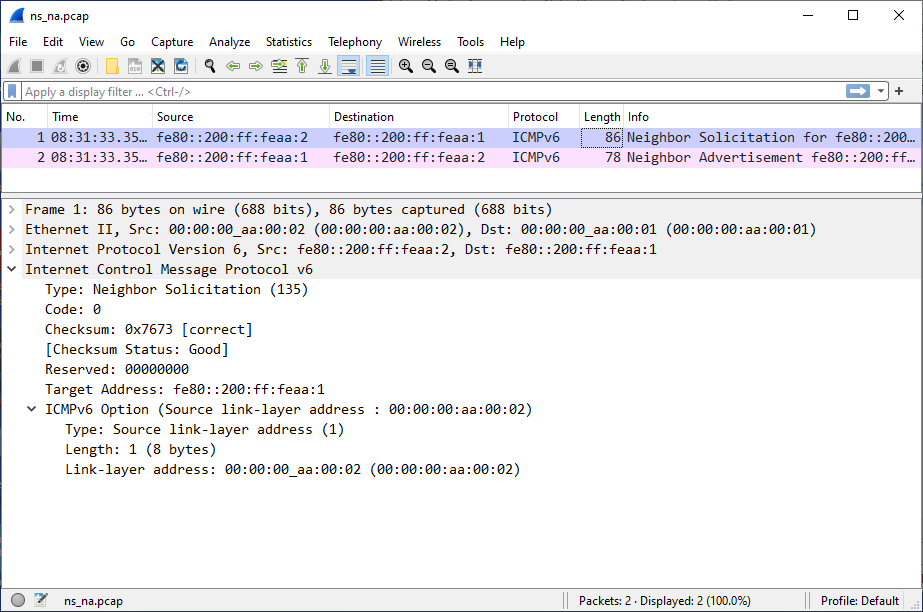 ns_na.pcap
File Edit View Go Capture Analyze Statistics Telephony Wireless Tools Help
Apply a display filter ... <Ctrl-/>
No. Time Source Destination Protocol Length Info
1 08:31:33.35… fe80::200:ff:feaa:2 fe80::200:ff:feaa:1 ICMPv6 86 Neighbor Solicitation for fe80::200…
2 08:31:33.35… fe80::200:ff:feaa:1 fe80::200:ff:feaa:2 ICMPv6 78 Neighbor Advertisement fe80::200:ff…
Frame 1: 86 bytes on wire (688 bits), 86 bytes captured (688 bits)
Ethernet II, Src: 00:00:00_aa:00:02 (00:00:00:aa:00:02), Dst: 00:00:00_aa:00:01 (00:00:00:aa:00:01)
Internet Protocol Version 6, Src: fe80::200:ff:feaa:2, Dst: fe80::200:ff:feaa:1
Internet Control Message Protocol v6
Type: Neighbor Solicitation (135)
Code: 0
Checksum: 0x7673 [correct]
[Checksum Status: Good]
Reserved: 00000000
Target Address: fe80::200:ff:feaa:1
ICMPv6 Option (Source link-layer address : 00:00:00:aa:00:02)
Type: Source link-layer address (1)
Length: 1 (8 bytes)
Link-layer address: 00:00:00_aa:00:02 (00:00:00:aa:00:02)
ns_na.pcap Packets: 2 · Displayed: 2 (100.0%) Profile: Default